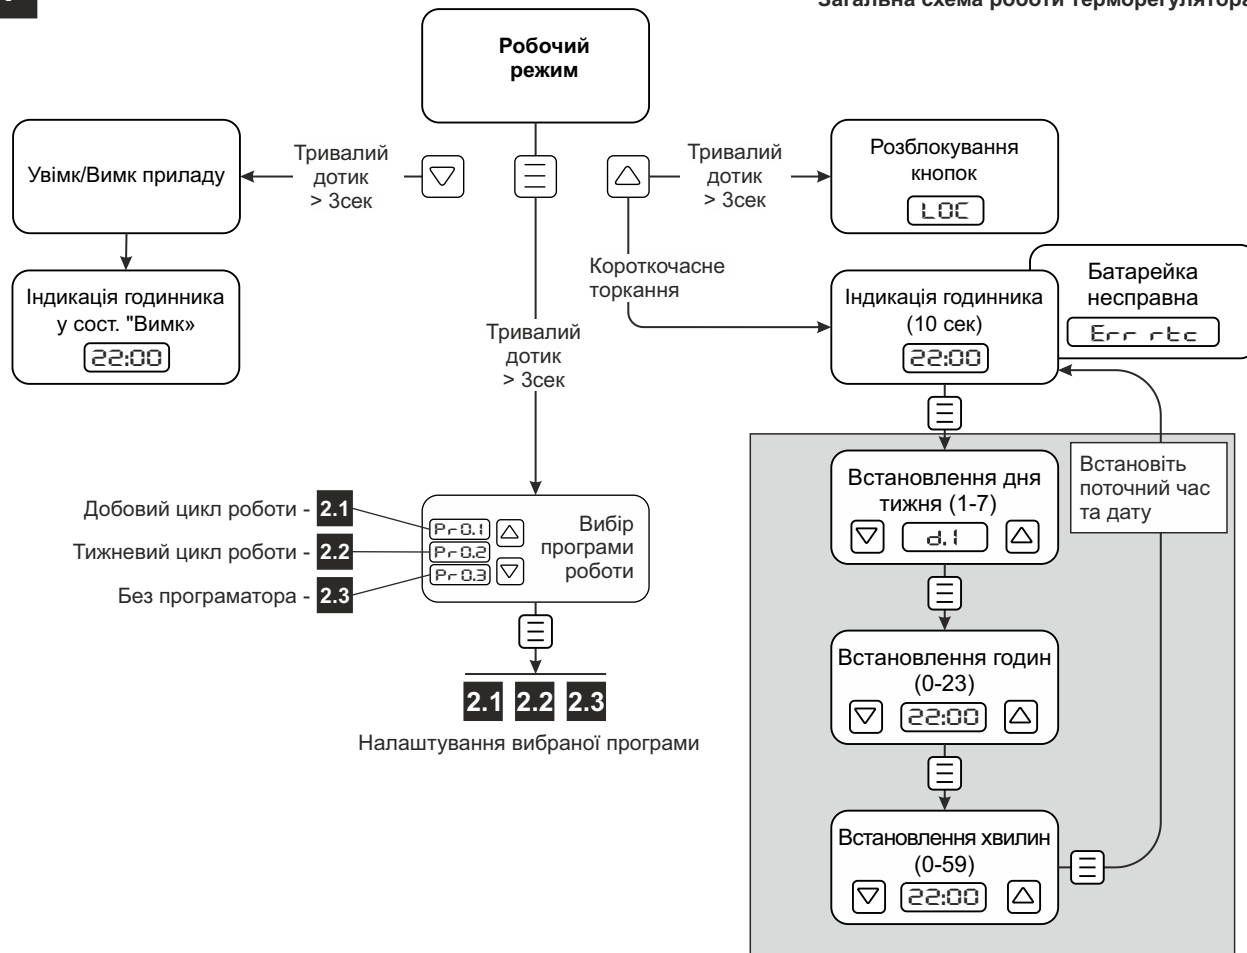 Загальна схема роботи терморегулятора
Робочий
режим
Увімк/Вимк приладу
Тривалий
дотик
> 3сек
Тривалий
дотик
> 3сек
Розблокування
кнопок
LOC
Індикація годинника
у сост. "Вимк»
22:00
Короткочасне
торкання
Індикація годинника
(10 сек)
22:00
Батарейка
несправна
Err rtc
Тривалий
дотик
> 3сек
Встановлення дня
тижня (1-7)
d.1
Встановіть
поточний час
та дату
Добовий цикл роботи - 2.1
Тижневий цикл роботи - 2.2
Без програматора - 2.3
Pr0.1
Pr0.2
Pr0.3
Вибір
програми
роботи
2.1 2.2 2.3
Налаштування вибраної програми
Встановлення годин
(0-23)
22:00
Встановлення хвилин
(0-59)
22:00